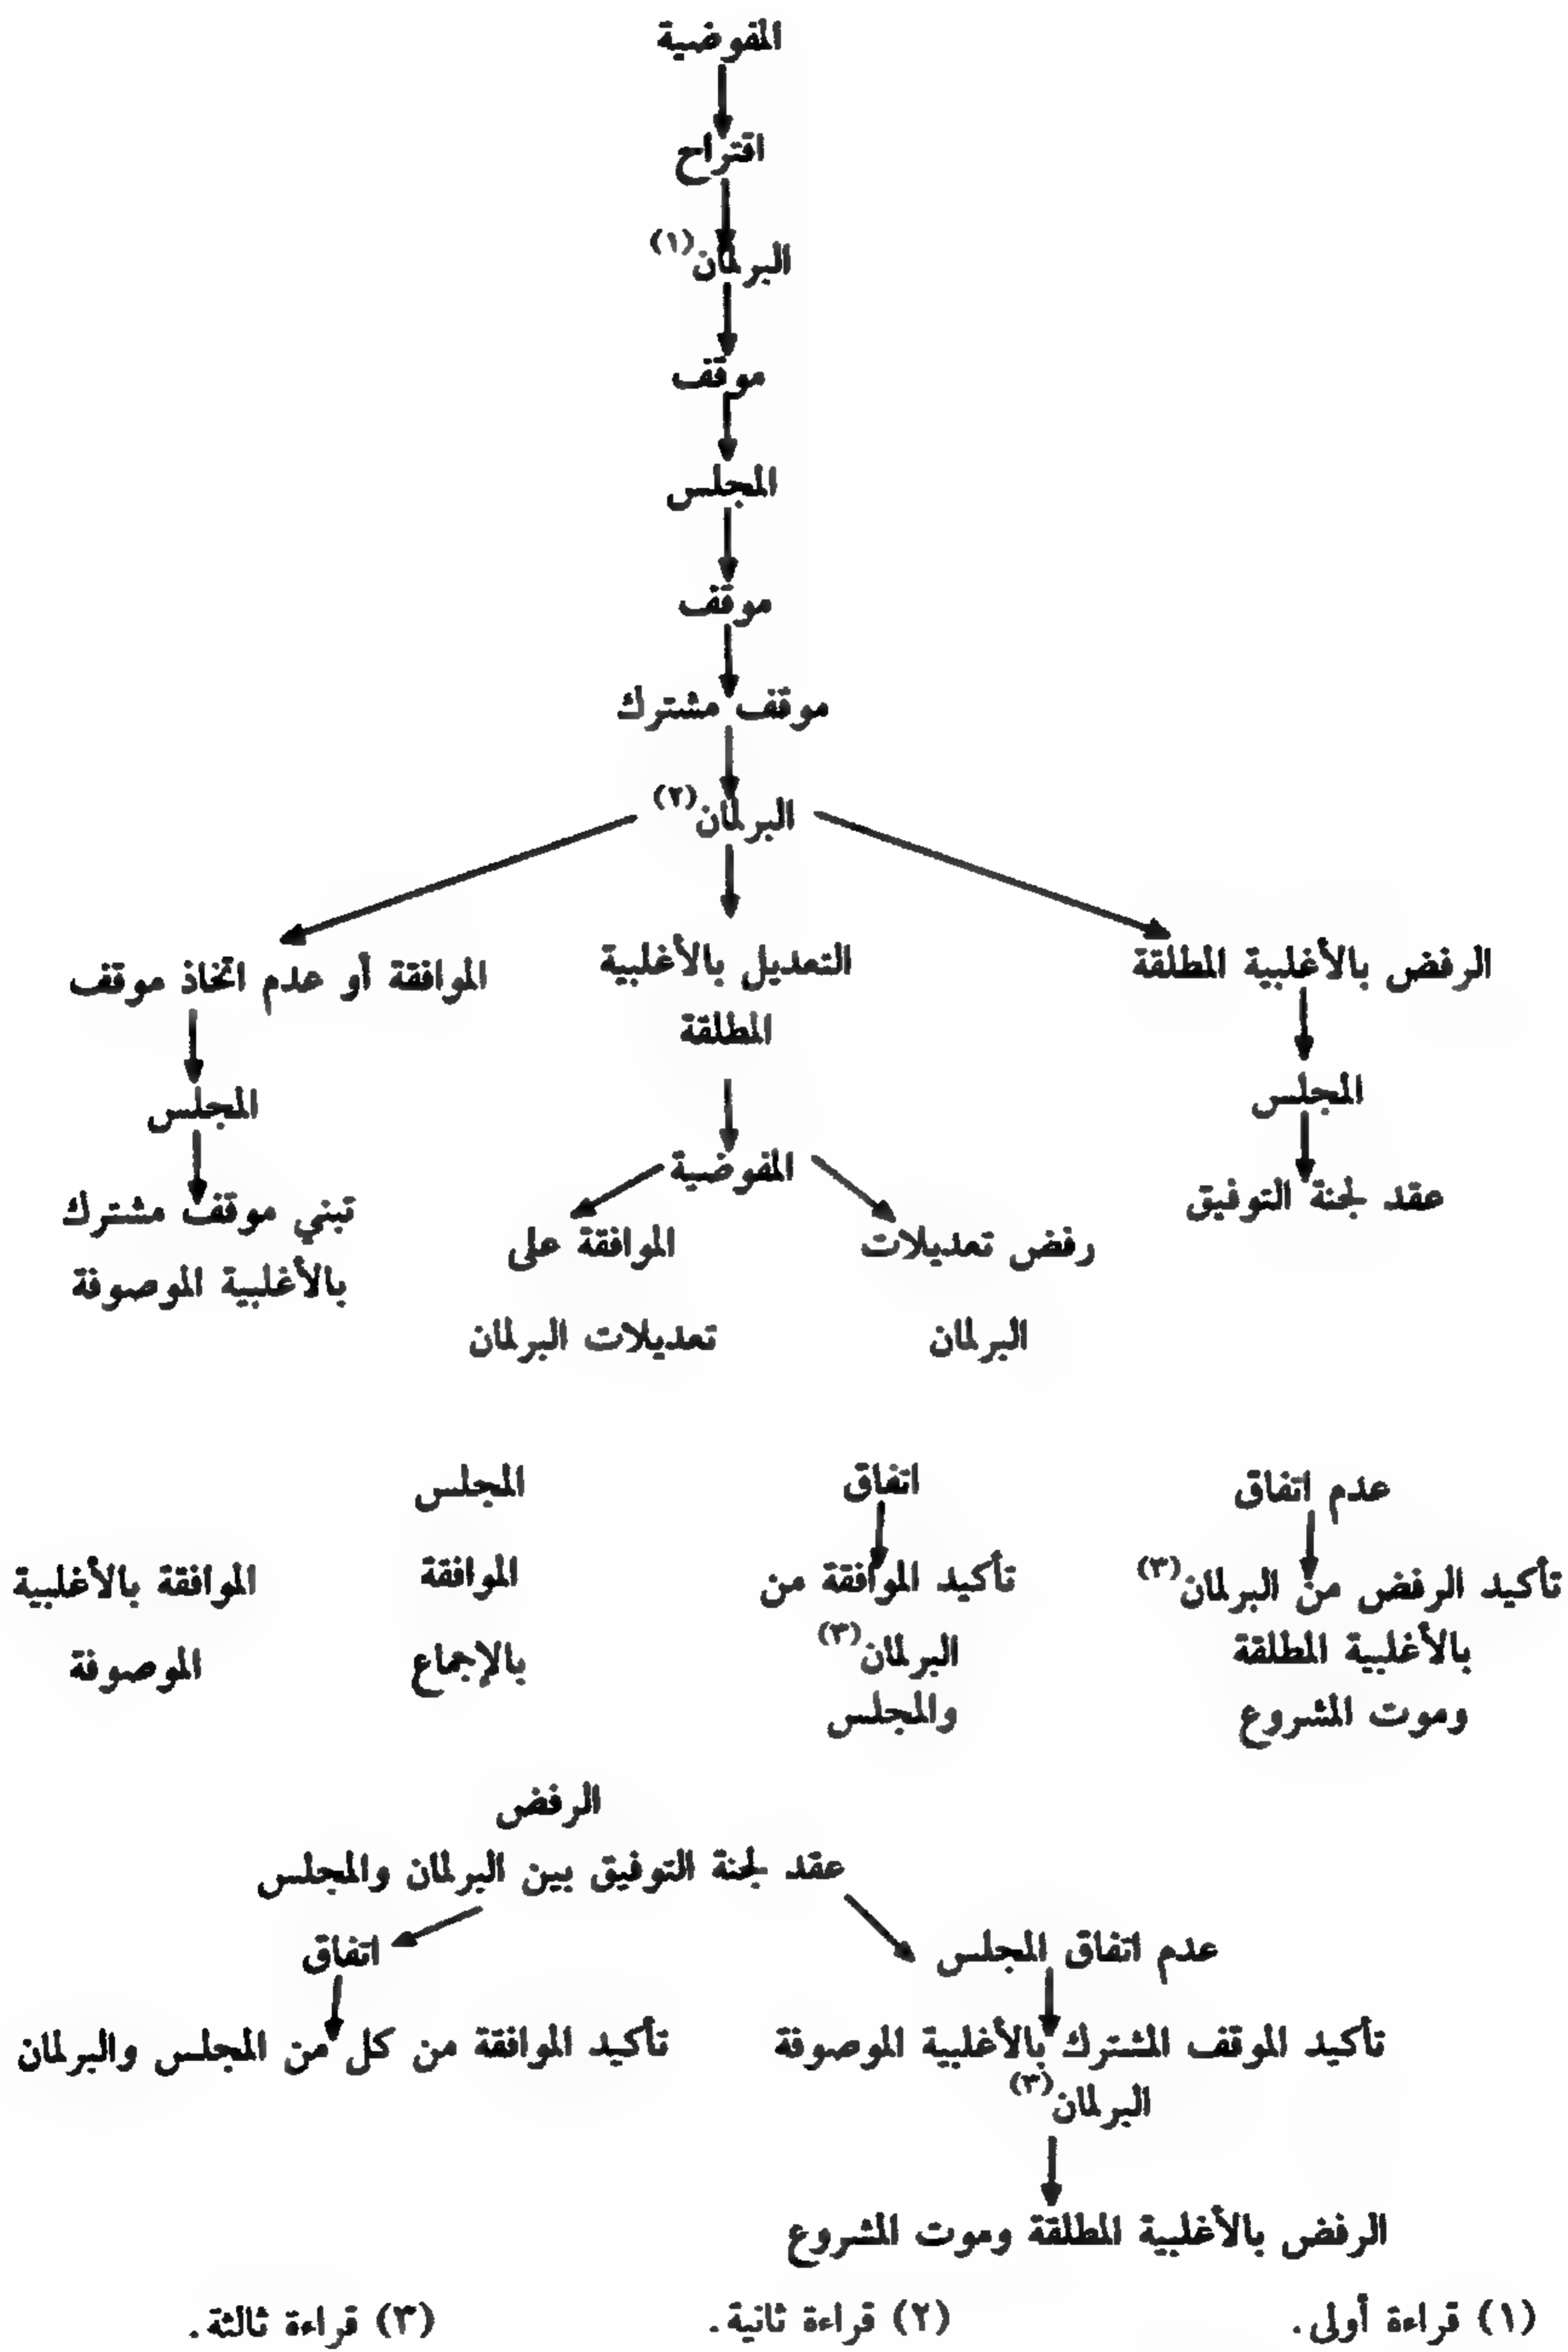 المفوضية
اقتراح
البرلمان(١)
موقف
المجلس
موقف
موقف مشترك
البرلمان(٢)
الرفض بالأغلبية المطلقة
المجلس
عقد لجنة التوفيق
التعديل بالأغلبية
المطلقة
المفوضية
رفض تعديلات
البرلمان
الموافقة على
تعديلات البرلمان
الموافقة أو عدم اتخاذ موقف
المجلس
تبني موقف مشترك
بالأغلبية الموصوفة
عدم اتفاق
تأكيد الرفض من البرلمان(٣)
بالأغلبية المطلقة
وموت المشروع
اتفاق
تأكيد الموافقة من
البرلمان(٣)
والمجلس
المجلس
الموافقة
بالإجماع
الموافقة بالأغلبية
الموصوفة
الرفض
عقد لجنة التوفيق بين البرلمان والمجلس
عدم اتفاق المجلس
تأكيد الموقف المشترك بالأغلبية الموصوفة
البرلمان(٣)
الرفض بالأغلبية المطلقة وموت المشروع
اتفاق
تأكيد الموافقة من كل من المجلس والبرلمان
(١) قراءة أولى.
(٢) قراءة ثانية.
(٣) قراءة ثالثة.